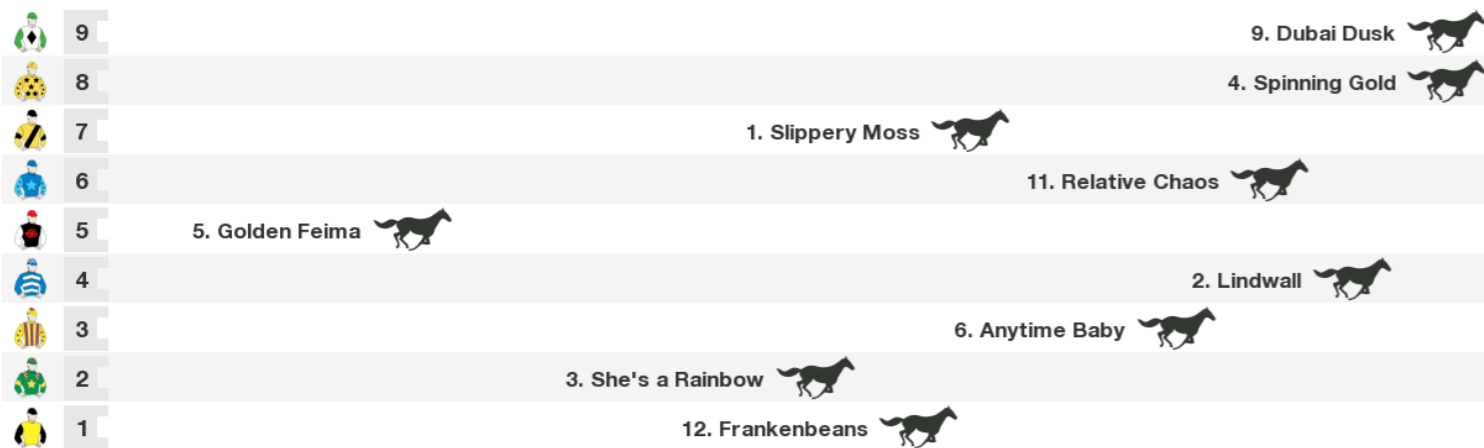 9 9. Dubai Dusk
8 4. Spinning Gold
7 1. Slippery Moss
6 11. Relative Chaos
5 5. Golden Feima
4 2. Lindwall
3 6. Anytime Baby
2 3. She's a Rainbow
1 12. Frankenbeans